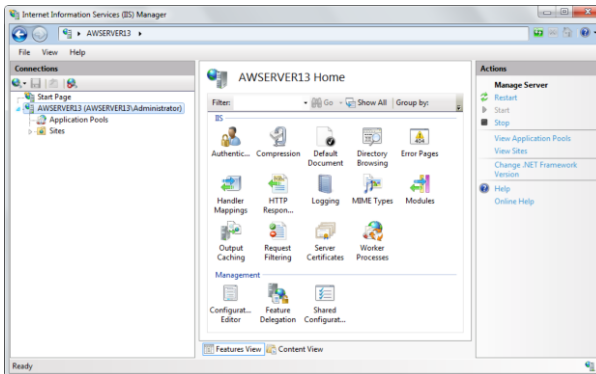 Internet Information Services (IIS) Manager
AWSERVER13
File View Help
Connections
Start Page
AWSERVER13 (AWSERVER13\Administrator)
Application Pools
Sites
AWSERVER13 Home
Filter: Go Show All Group by:
IIS
Authentic... Compression Default Document Directory Browsing Error Pages
Handler Mappings HTTP Respon... Logging MIME Types Modules
Output Caching Request Filtering Server Certificates Worker Processes
Management
Configurat... Editor Feature Delegation Shared Configurat...
Features View Content View
Actions
Manage Server
Restart
Start
Stop
View Application Pools
View Sites
Change .NET Framework
Version
Help
Online Help
Ready